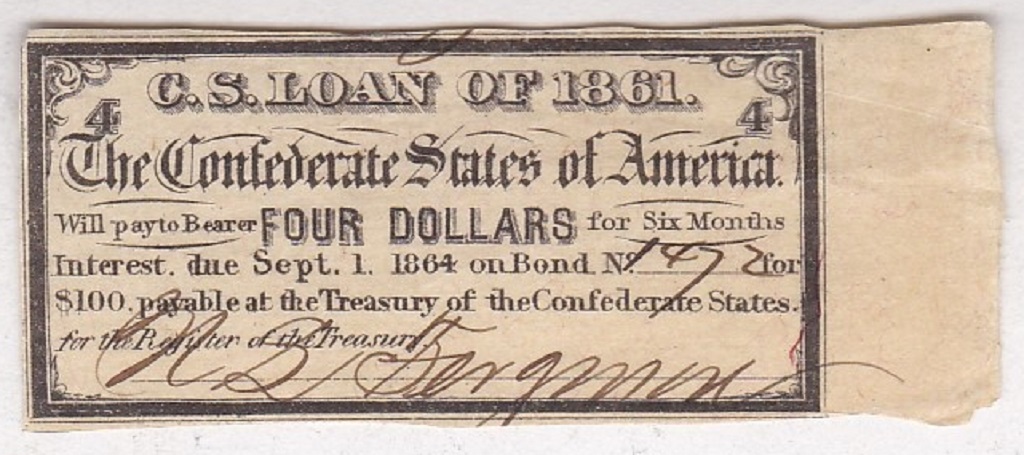 C. S. LOAN OF 1861.
4 4
The Confederate States of America.
Will pay to Bearer FOUR DOLLARS for Six Months
Interest. due Sept. 1. 1864 on Bond Nº 1472 for
$100. payable at the Treasury of the Confederate States.
for the Register of the Treasury.